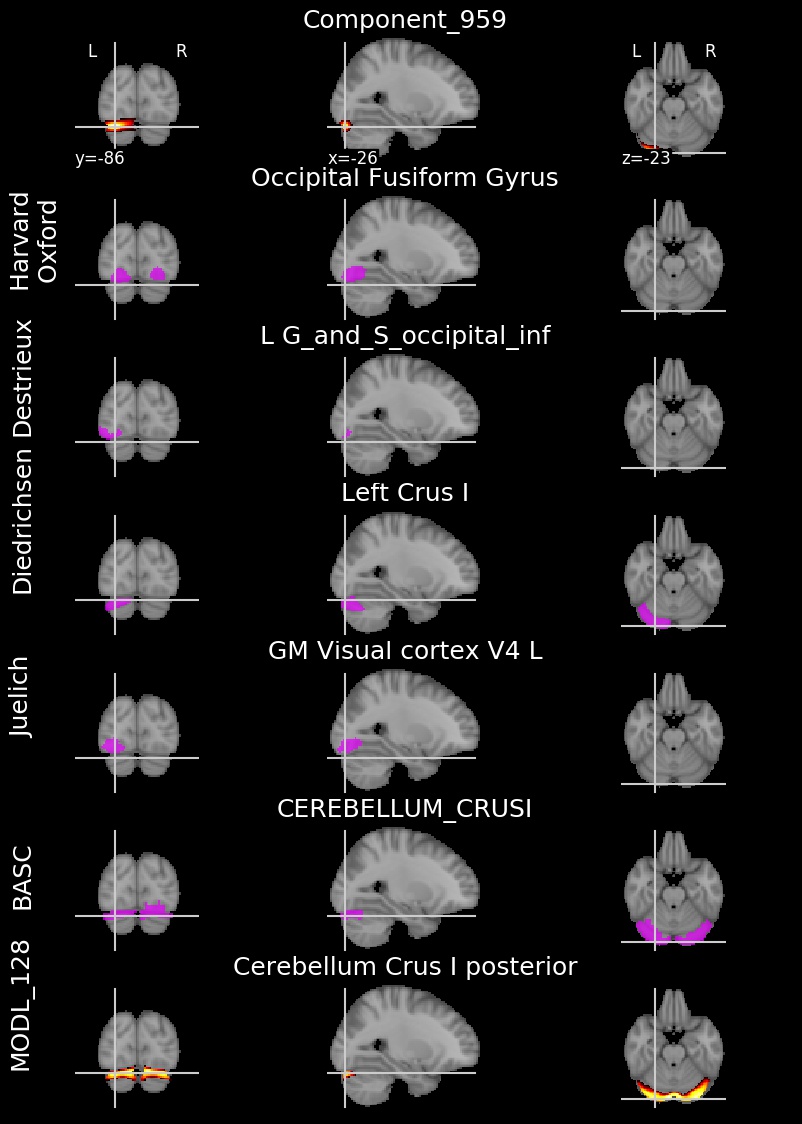 Component_959
L R L R
y=-86 x=-26 z=-23
Occipital Fusiform Gyrus
Harvard
Oxford
L G_and_S_occipital_inf
Destrieux
Left Crus I
Diedrichsen
GM Visual cortex V4 L
Juelich
CEREBELLUM_CRUSI
BASC
Cerebellum Crus I posterior
MODL_128